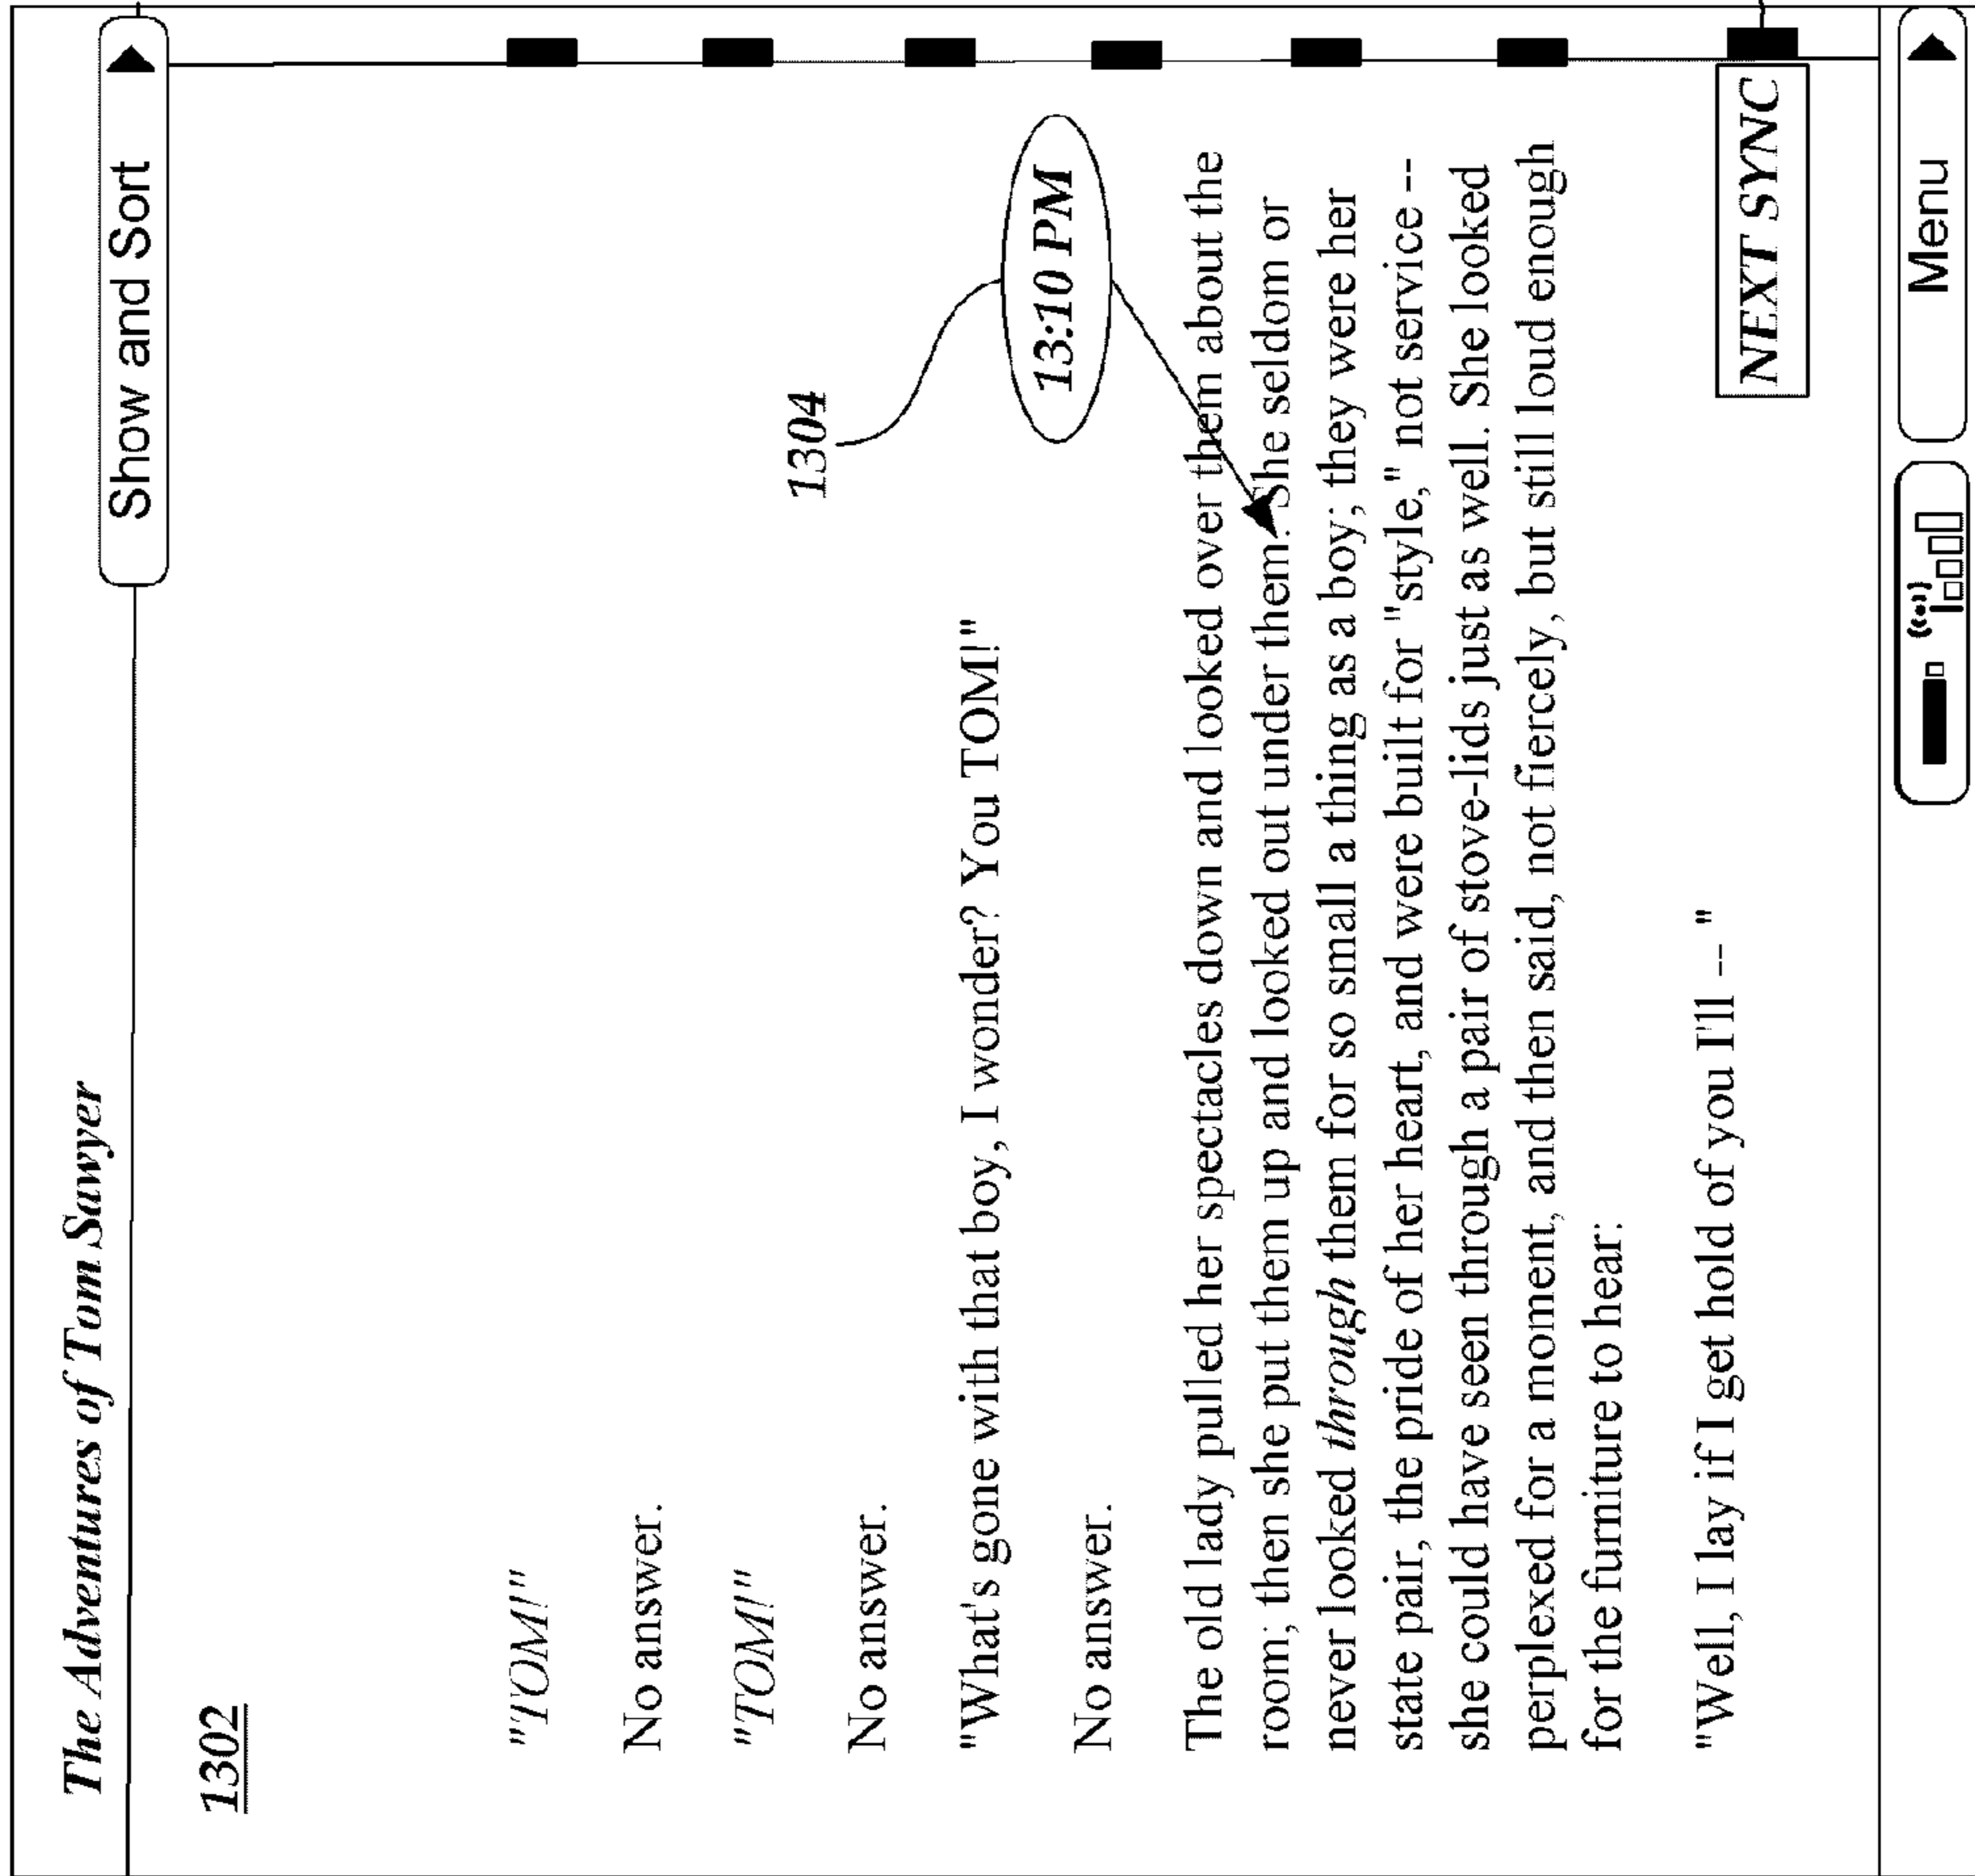 The Adventures of Tom Sawyer
Show and Sort
1302
"TOM!"
No answer.
"TOM!"
No answer.
1304
"What's gone with that boy, I wonder? You TOM!"
13:10 PM
No answer.
The old lady pulled her spectacles down and looked over them about the
room; then she put them up and looked out under them. She seldom or
never looked through them for so small a thing as a boy; they were her
state pair, the pride of her heart, and were built for "style," not service --
she could have seen through a pair of stove-lids just as well. She looked
perplexed for a moment, and then said, not fiercely, but still loud enough
for the furniture to hear:
"Well, I lay if I get hold of you I'll -- "
NEXT SYNC
Menu